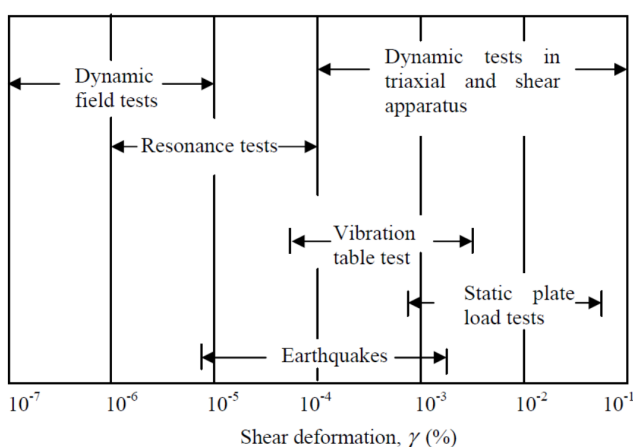 Dynamic
field tests
Dynamic tests in
triaxial and shear
apparatus
Resonance tests
Vibration
table test
Static plate
load tests
Earthquakes
10-7 10-6 10-5 10-4 10-3 10-2 10-1
Shear deformation, γ (%)